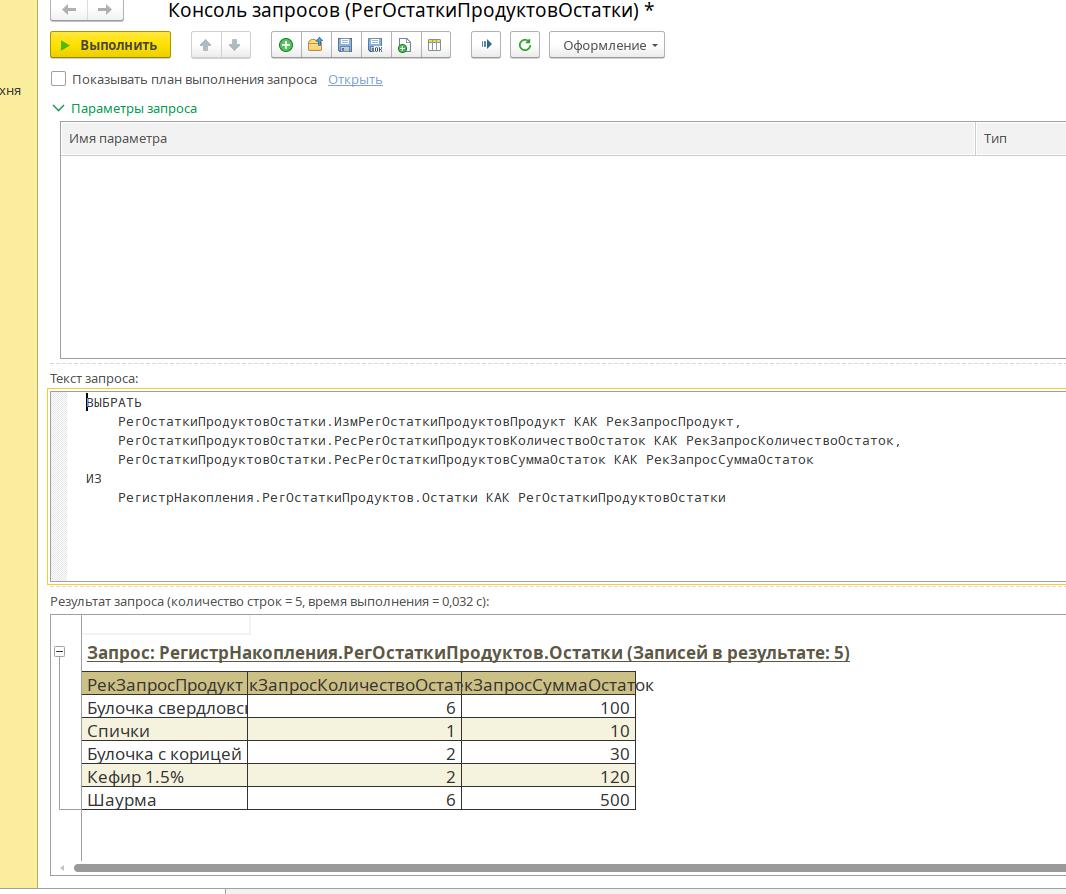 Консоль запросов (РегОстаткиПродуктовОстатки) *
Выполнить
Оформление
Показывать план выполнения запроса Открыть
хня
Параметры запроса
Имя параметра Тип
Текст запроса:
ВЫБРАТЬ
РегОстаткиПродуктовОстатки.ИзмРегОстаткиПродуктовПродукт КАК РекЗапросПродукт,
РегОстаткиПродуктовОстатки.РесРегОстаткиПродуктовКоличествоОстаток КАК РекЗапросКоличествоОстаток,
РегОстаткиПродуктовОстатки.РесРегОстаткиПродуктовСуммаОстаток КАК РекЗапросСуммаОстаток
ИЗ
РегистрНакопления.РегОстаткиПродуктов.Остатки КАК РегОстаткиПродуктовОстатки
Результат запроса (количество строк = 5, время выполнения = 0,032 с):
Запрос: РегистрНакопления.РегОстаткиПродуктов.Остатки (Записей в результате: 5)
РекЗапросПродукт кЗапросКоличествоОстат кЗапросСуммаОстаток
Булочка свердловс 6 100
Спички 1 10
Булочка с корицей 2 30
Кефир 1.5% 2 120
Шаурма 6 500